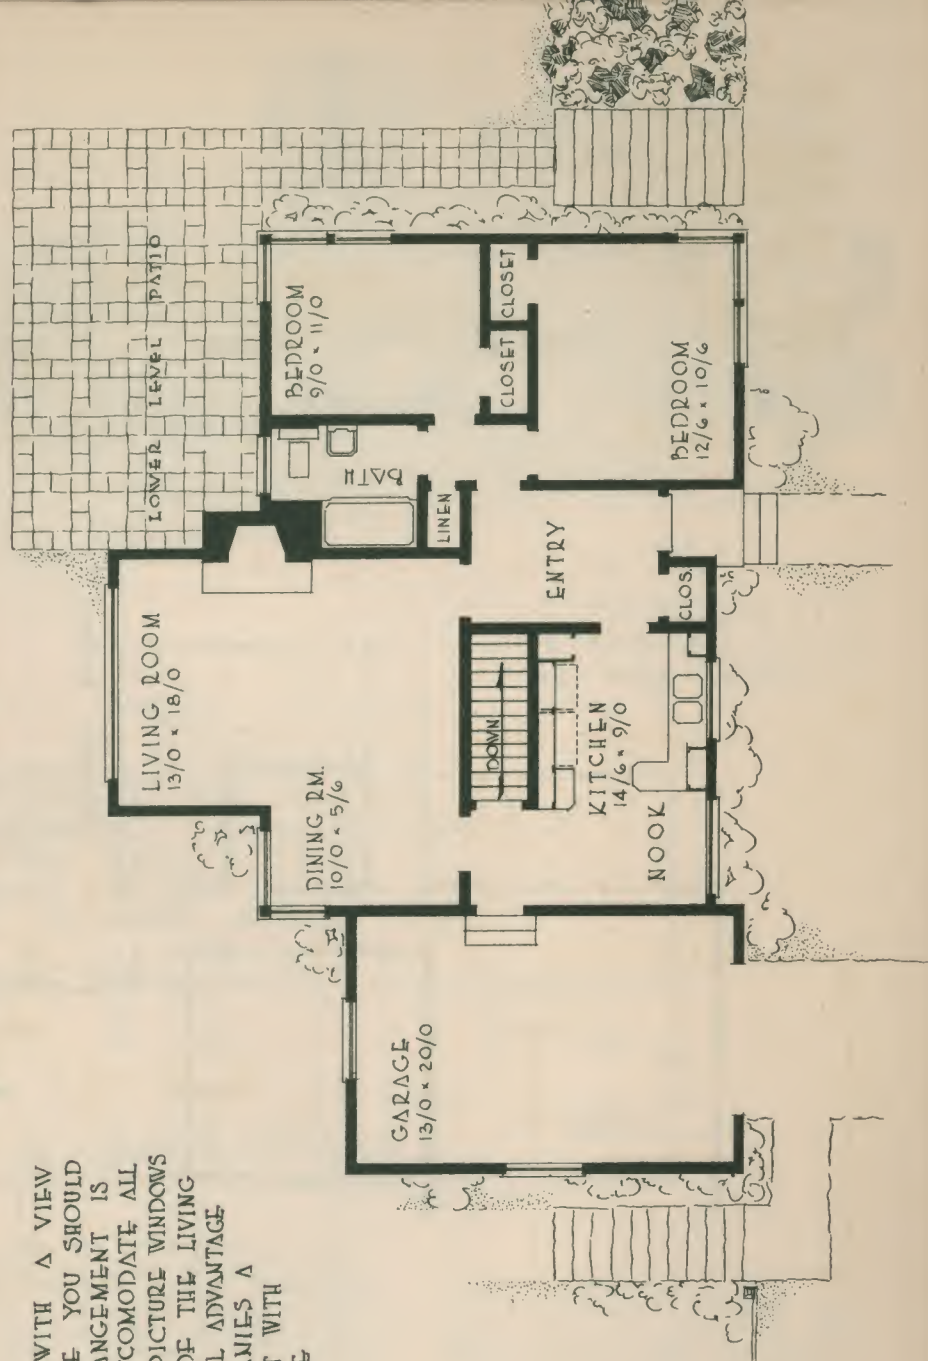 WITH A VIEW
YOU SHOULD
ANGEMENT IS
COMODATE ALL
PICTURE WINDOWS
OF THE LIVING
ADVANTAGE
A
WITH
LOWER LEVEL PATIO
BEDROOM
9/0 x 11/0
CLOSET
CLOSET
BEDROOM
12/6 x 10/6
BATH
LINEN
ENTRY
CLOS.
LIVING ROOM
13/0 x 18/0
DINING RM.
10/0 x 5/6
DOWN
KITCHEN
14/6 x 9/0
NOOK
GARAGE
13/0 x 20/0